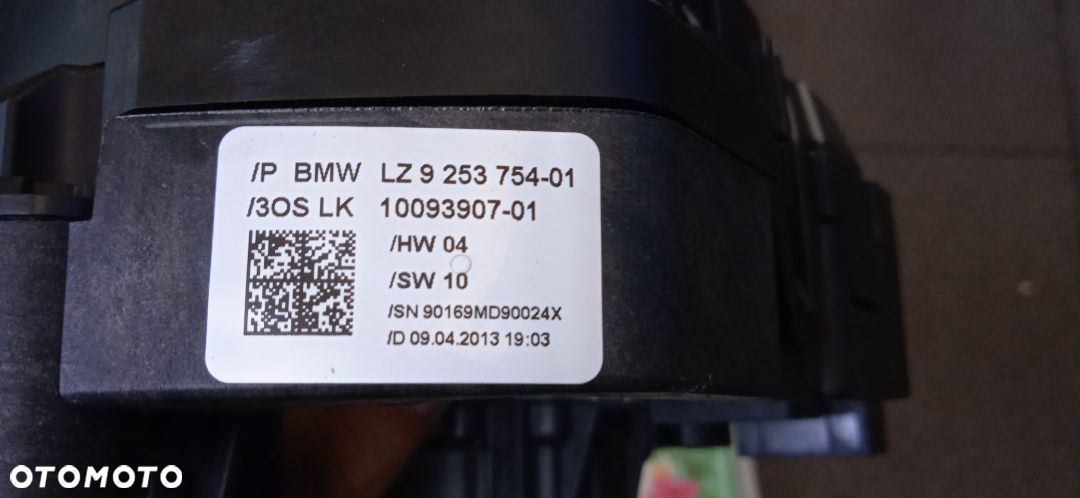 /P BMW LZ 9 253 754-01
/3OS LK 10093907-01
/HW 04
/SW 10
/SN 90169MD90024X
/D 09.04.2013 19:03
OTOMOTO